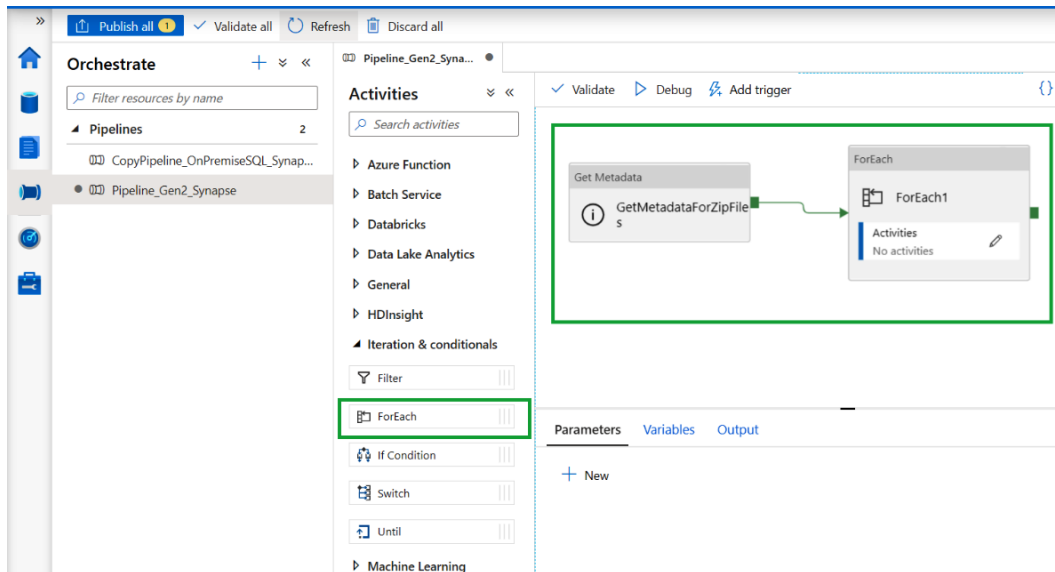 Publish all 1
Validate all
Refresh
Discard all
Orchestrate
Filter resources by name
Pipelines 2
CopyPipeline_OnPremiseSQL_Synap...
Pipeline_Gen2_Synapse
Pipeline_Gen2_Syna...
Activities
Search activities
Azure Function
Batch Service
Databricks
Data Lake Analytics
General
HDInsight
Iteration & conditionals
Filter
ForEach
If Condition
Switch
Until
Machine Learning
Validate
Debug
Add trigger
{}
Get Metadata
GetMetadataForZipFile
s
ForEach
ForEach1
Activities
No activities
Parameters
Variables
Output
New